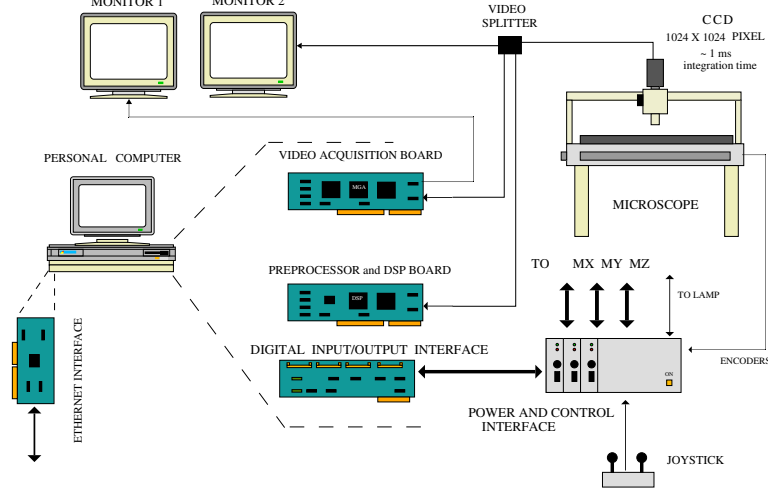 MONITOR 1
MONITOR 2
VIDEO
SPLITTER
CCD
1024 X 1024 PIXEL
~ 1 ms
integration time
PERSONAL COMPUTER
VIDEO ACQUISITION BOARD
MGA
MICROSCOPE
PREPROCESSOR and DSP BOARD
DSP
TO MX MY MZ
TO LAMP
ETHERNET INTERFACE
DIGITAL INPUT/OUTPUT INTERFACE
ENCODERS
ON
POWER AND CONTROL
INTERFACE
JOYSTICK